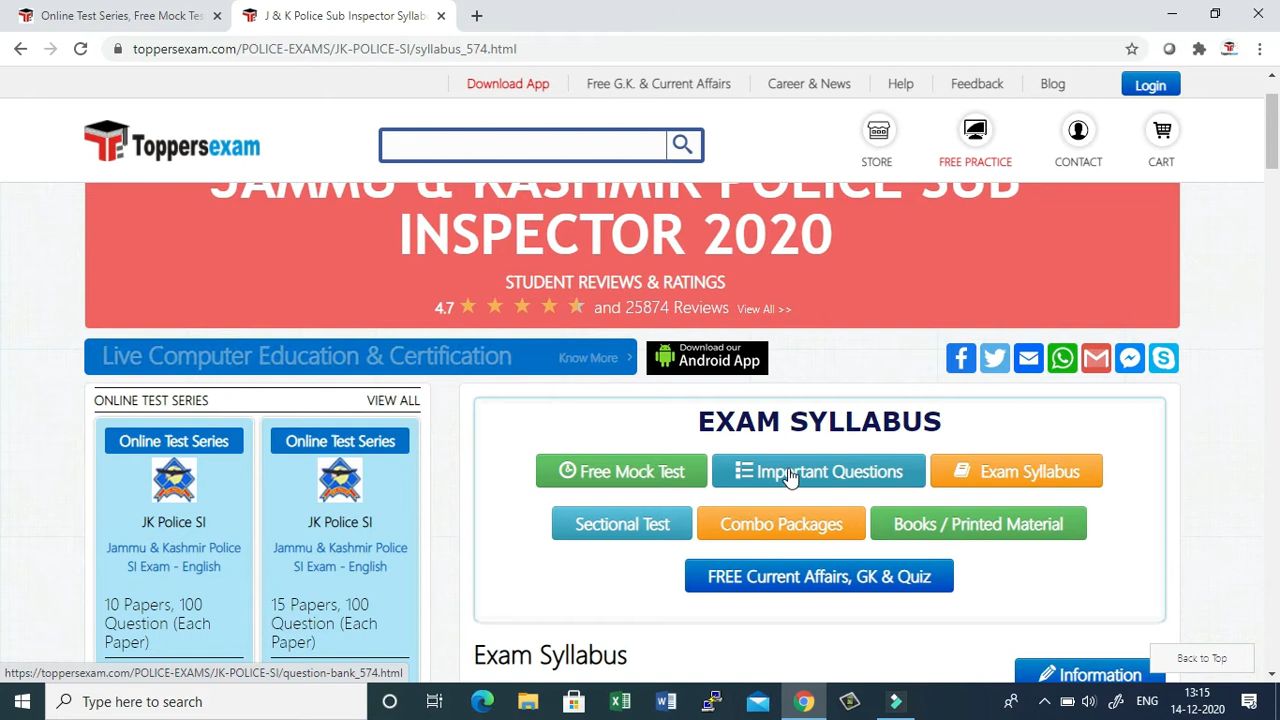 Online Test Series, Free Mock Tes
J & K Police Sub Inspector Syllab
toppersexam.com/POLICE-EXAMS/JK-POLICE-SI/syllabus_574.html
Download App
Free G.K. & Current Affairs
Career & News
Help
Feedback
Blog
Login
Toppersexam
STORE
FREE PRACTICE
CONTACT
CART
JAMMU & KASHMIR POLICE SUB
INSPECTOR 2020
STUDENT REVIEWS & RATINGS
4.7 and 25874 Reviews View All >>
Live Computer Education & Certification
Know More
Download our
Android App
ONLINE TEST SERIES
VIEW ALL
Online Test Series
JK Police SI
Jammu & Kashmir Police
SI Exam - English
10 Papers, 100
Question (Each
Paper)
Online Test Series
JK Police SI
Jammu & Kashmir Police
SI Exam - English
15 Papers, 100
Question (Each
Paper)
EXAM SYLLABUS
Free Mock Test
Important Questions
Exam Syllabus
Sectional Test
Combo Packages
Books / Printed Material
FREE Current Affairs, GK & Quiz
Exam Syllabus
Information
Back to Top
https://toppersexam.com/POLICE-EXAMS/JK-POLICE-SI/question-bank_574.html
Type here to search
ENG
13:15
14-12-2020